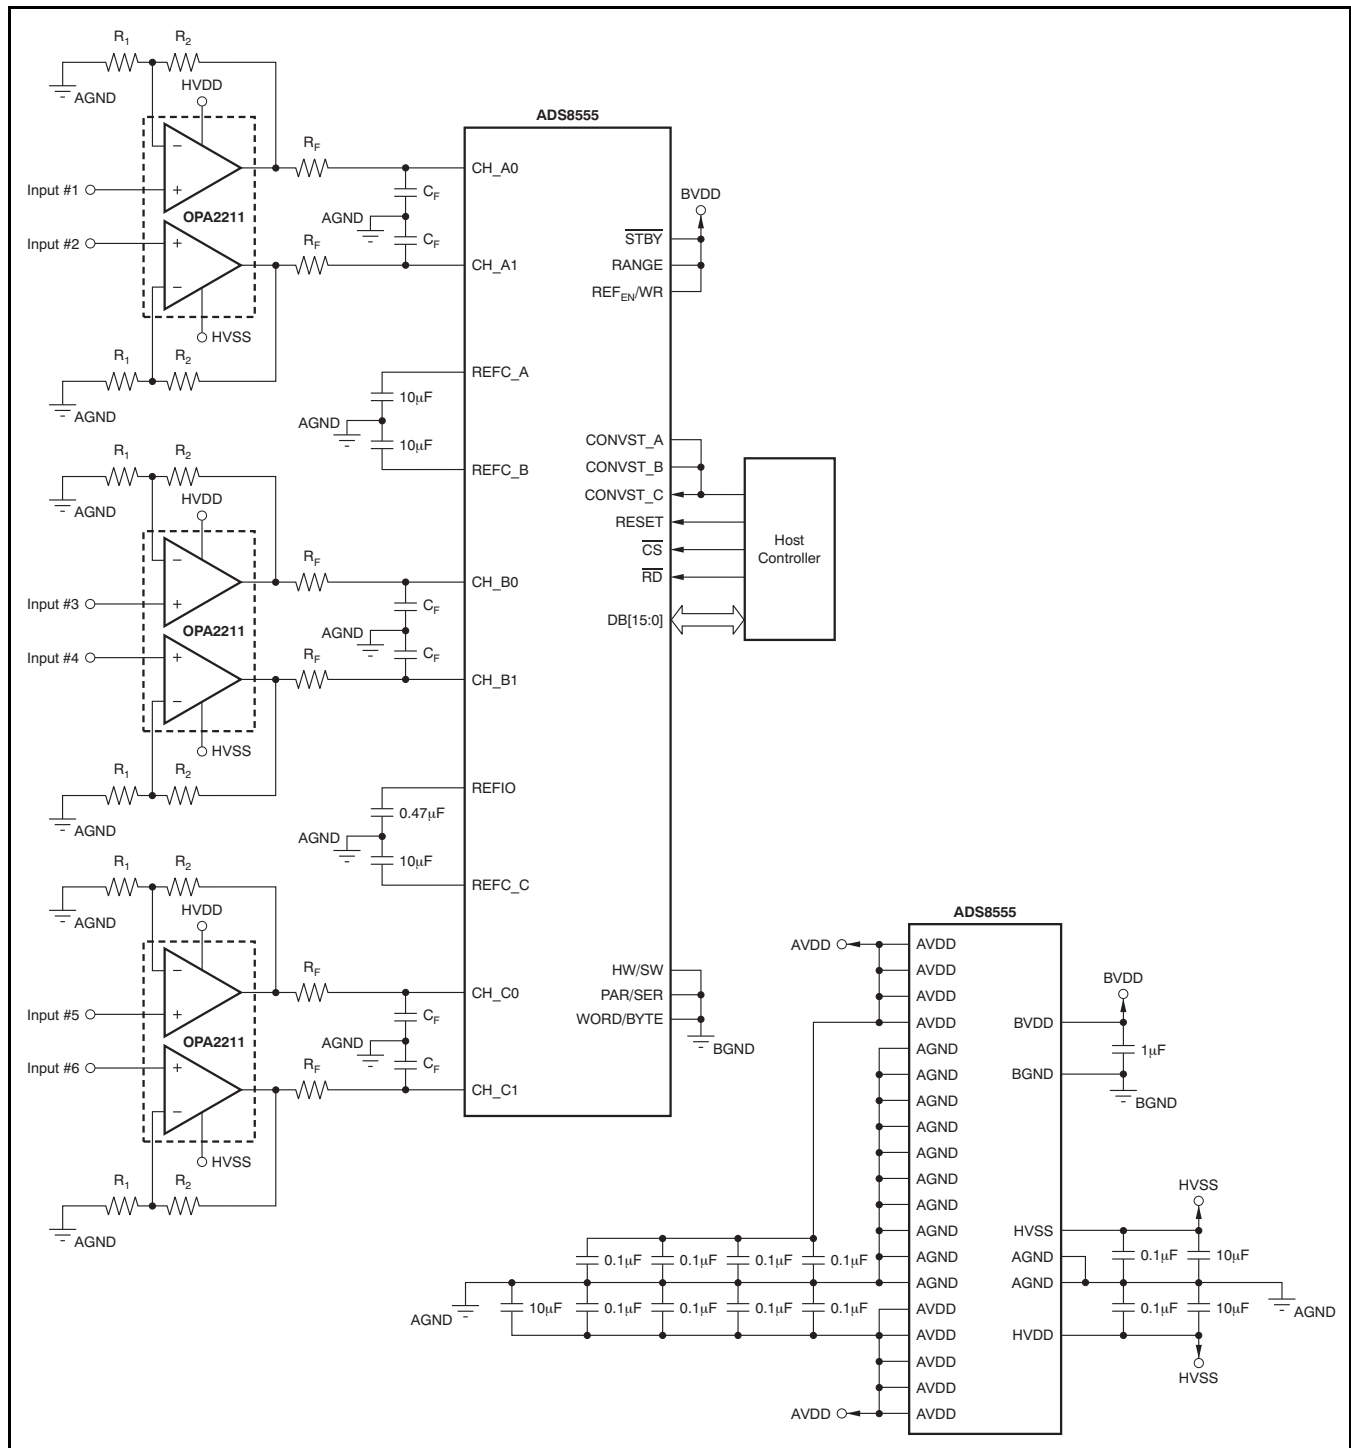 R1 R2
AGND
HVDD
ADS8555
RF
CH_A0
Input #1
CF
BVDD
OPA2211
AGND
Input #2
RF
CF
STBY
CH_A1
RANGE
REFEN/WR
HVSS
R1 R2
REFC_A
AGND
10µF
AGND
10µF
CONVST_A
R1 R2
REFC_B
CONVST_B
HVDD
CONVST_C
AGND
RESET
Host
Controller
CS
RD
RF
CH_B0
Input #3
CF
DB[15:0]
OPA2211
AGND
Input #4
CF
RF
CH_B1
HVSS
R1 R2
REFIO
0.47µF
AGND
AGND
10µF
R1 R2
REFC_C
HVDD
AGND
ADS8555
AVDD AVDD
RF
HW/SW
AVDD
BVDD
CH_C0
PAR/SER
AVDD
Input #5
CF
WORD/BYTE
AVDD BVDD
OPA2211
AGND
BGND
AGND
1µF
Input #6
CF
AGND BGND
RF
CH_C1
AGND
BGND
AGND
HVSS
AGND
R1 R2
AGND
HVSS
AGND
AGND
AGND HVSS
0.1µF 0.1µF 0.1µF 0.1µF
AGND AGND
0.1µF 10µF
AGND AGND
AGND
10µF 0.1µF 0.1µF 0.1µF 0.1µF
AVDD
0.1µF 10µF
AGND
AVDD HVDD
AVDD
HVSS
AVDD
AVDD AVDD